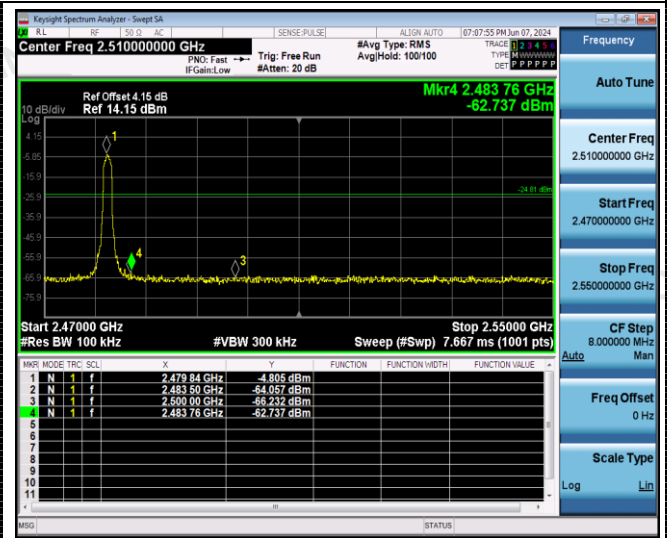 Keysight Spectrum Analyzer - Swept SA
RL RF 50 Ω AC SENSE:PULSE ALIGN AUTO 07:07:55 PM Jun 07, 2024
Center Freq 2.510000000 GHz
PNO: Fast
IFGain:Low
Trig: Free Run
#Atten: 20 dB
#Avg Type: RMS
Avg|Hold: 100/100
TRACE 1 2 3 4 5 6
TYPE M W W W W W
DET P P P P P P
Ref Offset 4.15 dB
Ref 14.15 dBm
10 dB/div
Log
Mkr4 2.483 76 GHz
-62.737 dBm
4.15
-5.85
-15.9
-25.9
-35.9
-45.9
-55.9
-65.9
-75.9
1
4
3
-24.81 dBm
Start 2.47000 GHz
Stop 2.55000 GHz
#Res BW 100 kHz
#VBW 300 kHz
Sweep (#Swp) 7.667 ms (1001 pts)
MKR MODE TRC SCL X Y FUNCTION FUNCTION WIDTH FUNCTION VALUE
1 N 1 f 2.479 84 GHz -4.805 dBm
2 N 1 f 2.483 50 GHz -64.057 dBm
3 N 1 f 2.500 00 GHz -66.232 dBm
4 N 1 f 2.483 76 GHz -62.737 dBm
5
6
7
8
9
10
11
MSG
STATUS
Frequency
Auto Tune
Center Freq
2.510000000 GHz
Start Freq
2.470000000 GHz
Stop Freq
2.550000000 GHz
CF Step
8.000000 MHz
Auto Man
Freq Offset
0 Hz
Scale Type
Log Lin